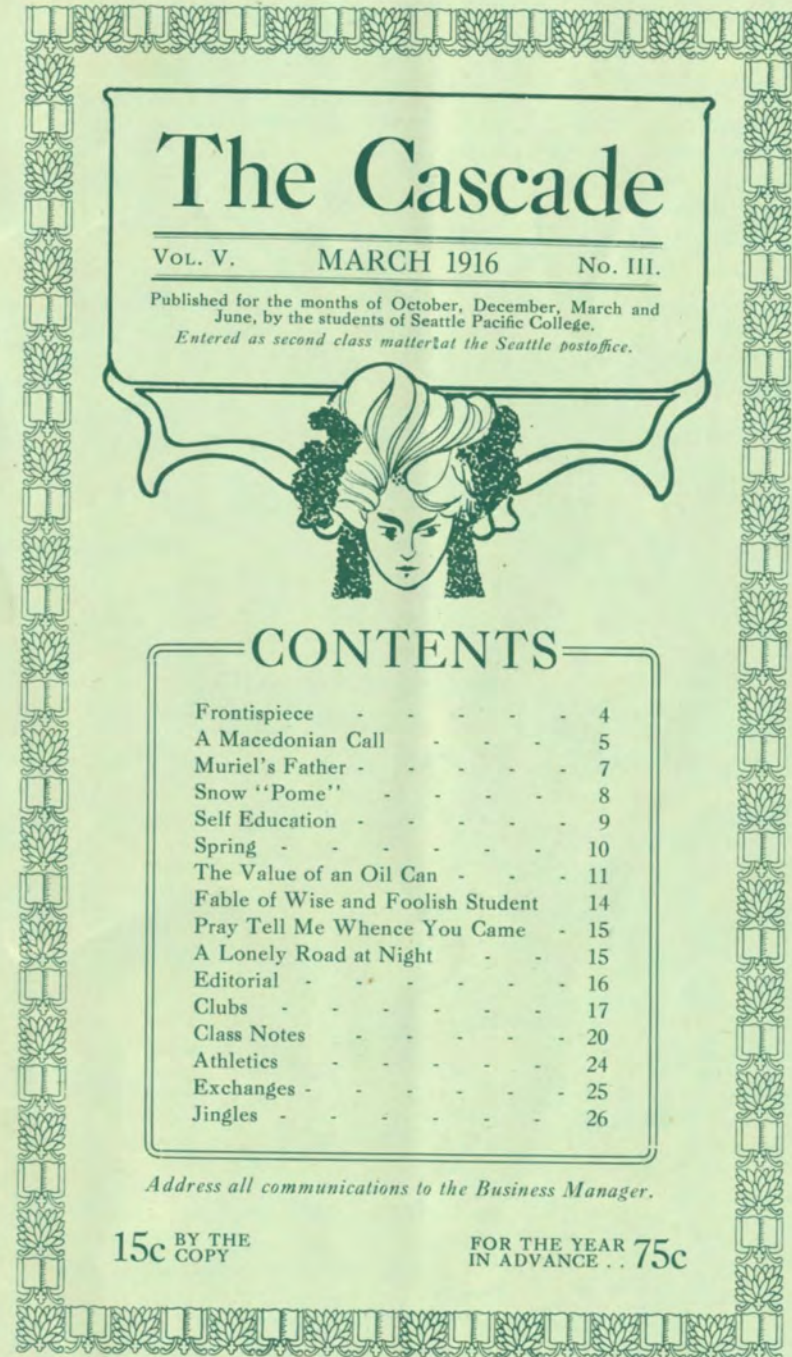 The Cascade
VOL. V. MARCH 1916 No. III.
Published for the months of October, December, March and
June, by the students of Seattle Pacific College.
Entered as second class matter at the Seattle postoffice.
CONTENTS
Frontispiece - - - - - 4
A Macedonian Call - - - 5
Muriel's Father - - - - - 7
Snow "Pome" - - - - 8
Self Education - - - - - 9
Spring - - - - - - 10
The Value of an Oil Can - - - 11
Fable of Wise and Foolish Student 14
Pray Tell Me Whence You Came - 15
A Lonely Road at Night - - 15
Editorial - - - - - - 16
Clubs - - - - - - 17
Class Notes - - - - - 20
Athletics - - - - - 24
Exchanges - - - - - - 25
Jingles - - - - - - 26
Address all communications to the Business Manager.
15c BY THE COPY
FOR THE YEAR IN ADVANCE . . 75c